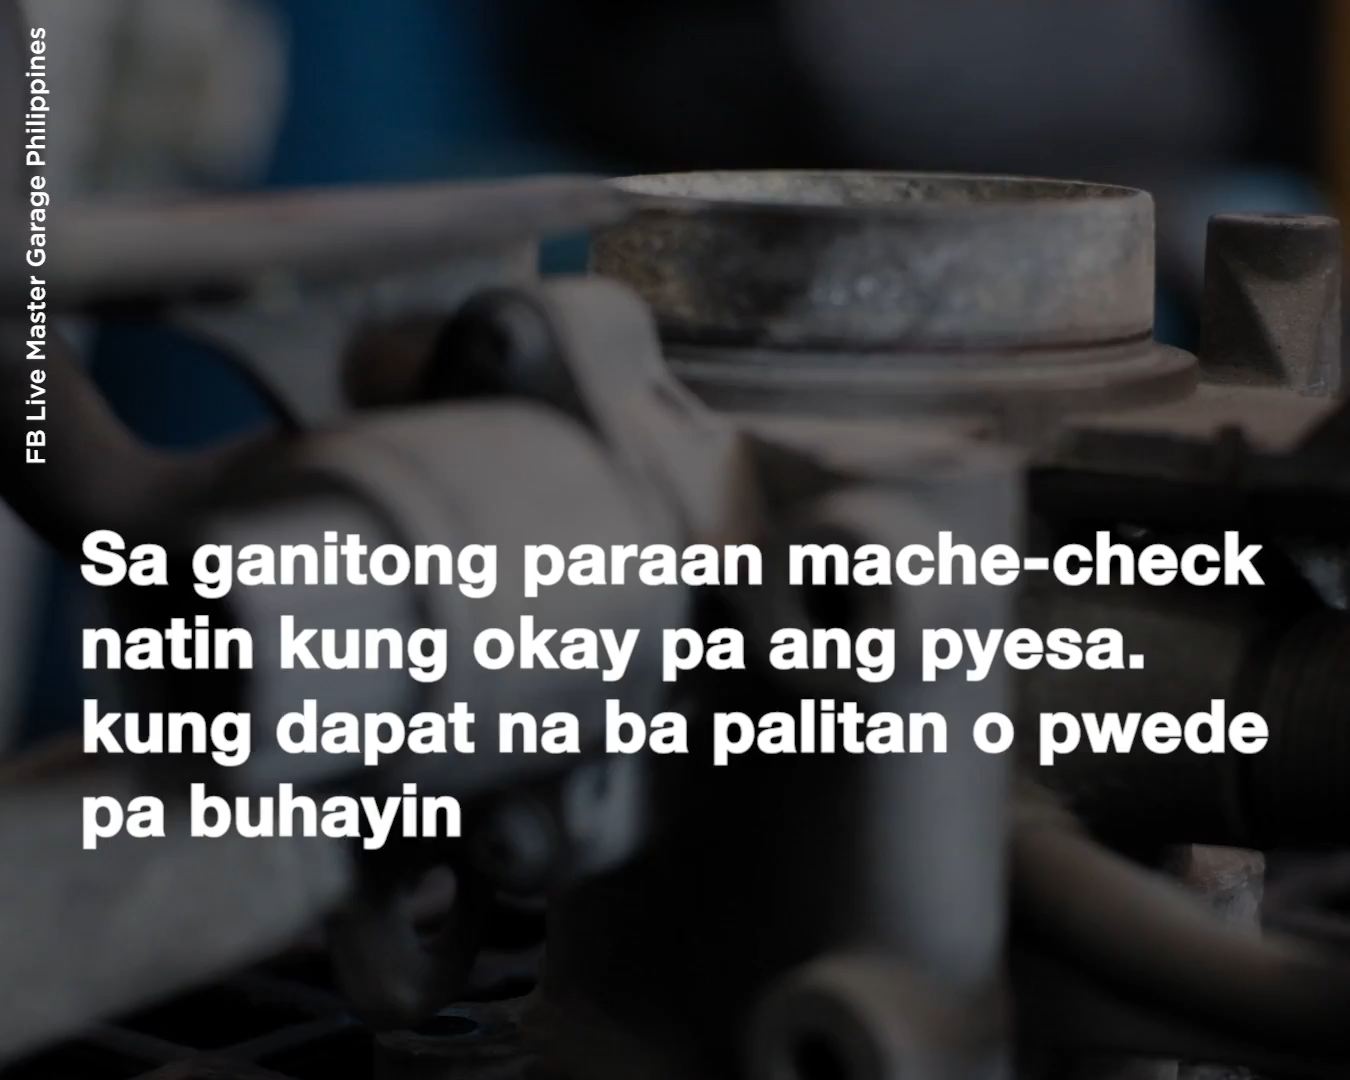 FB Live Master Garage Philippines
Sa ganitong paraan mache-check
natin kung okay pa ang pyesa.
kung dapat na ba palitan o pwede
pa buhayin